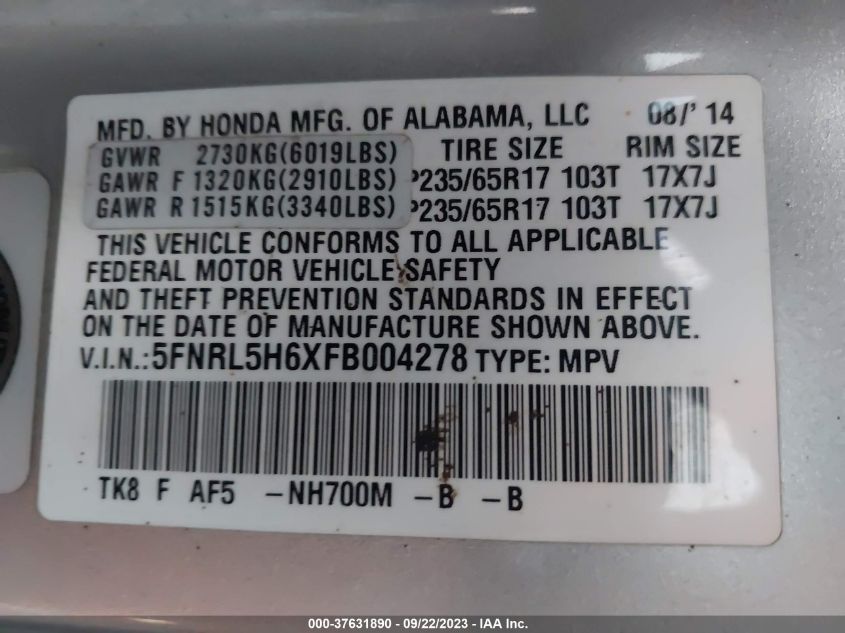 MFD. BY HONDA MFG. OF ALABAMA, LLC 08/' 14
GVWR 2730KG(6019LBS) TIRE SIZE RIM SIZE
GAWR F 1320KG(2910LBS) P235/65R17 103T 17X7J
GAWR R 1515KG(3340LBS) P235/65R17 103T 17X7J
THIS VEHICLE CONFORMS TO ALL APPLICABLE
FEDERAL MOTOR VEHICLE SAFETY
AND THEFT PREVENTION STANDARDS IN EFFECT
ON THE DATE OF MANUFACTURE SHOWN ABOVE.
V.I.N.: 5FNRL5H6XFB004278 TYPE: MPV
TK8 F AF5 -NH700M -B -B
000-37631890 - 09/22/2023 - IAA Inc.